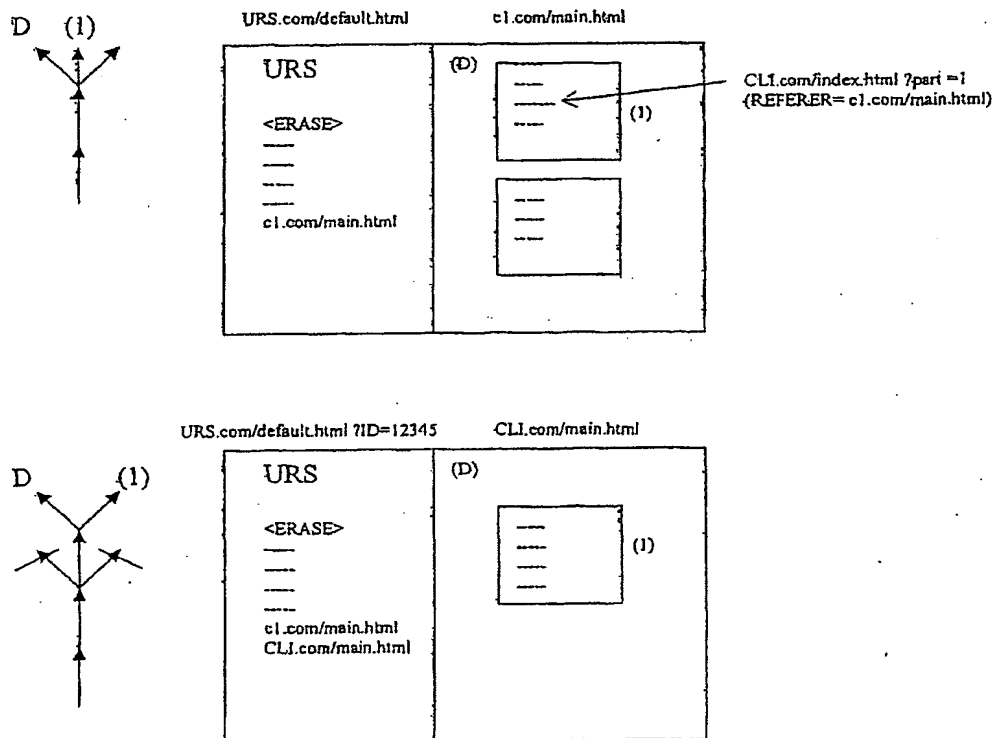 D (1)
URS.com/default.html
c1.com/main.html
URS
<ERASE>
c1.com/main.html
(D)
(1)
CLI.com/index.html ?part =1
(REFERER= c1.com/main.html)
URS.com/default.html ?ID=12345
CLI.com/main.html
D (1)
URS
<ERASE>
c1.com/main.html
CLI.com/main.html
(D)
(1)